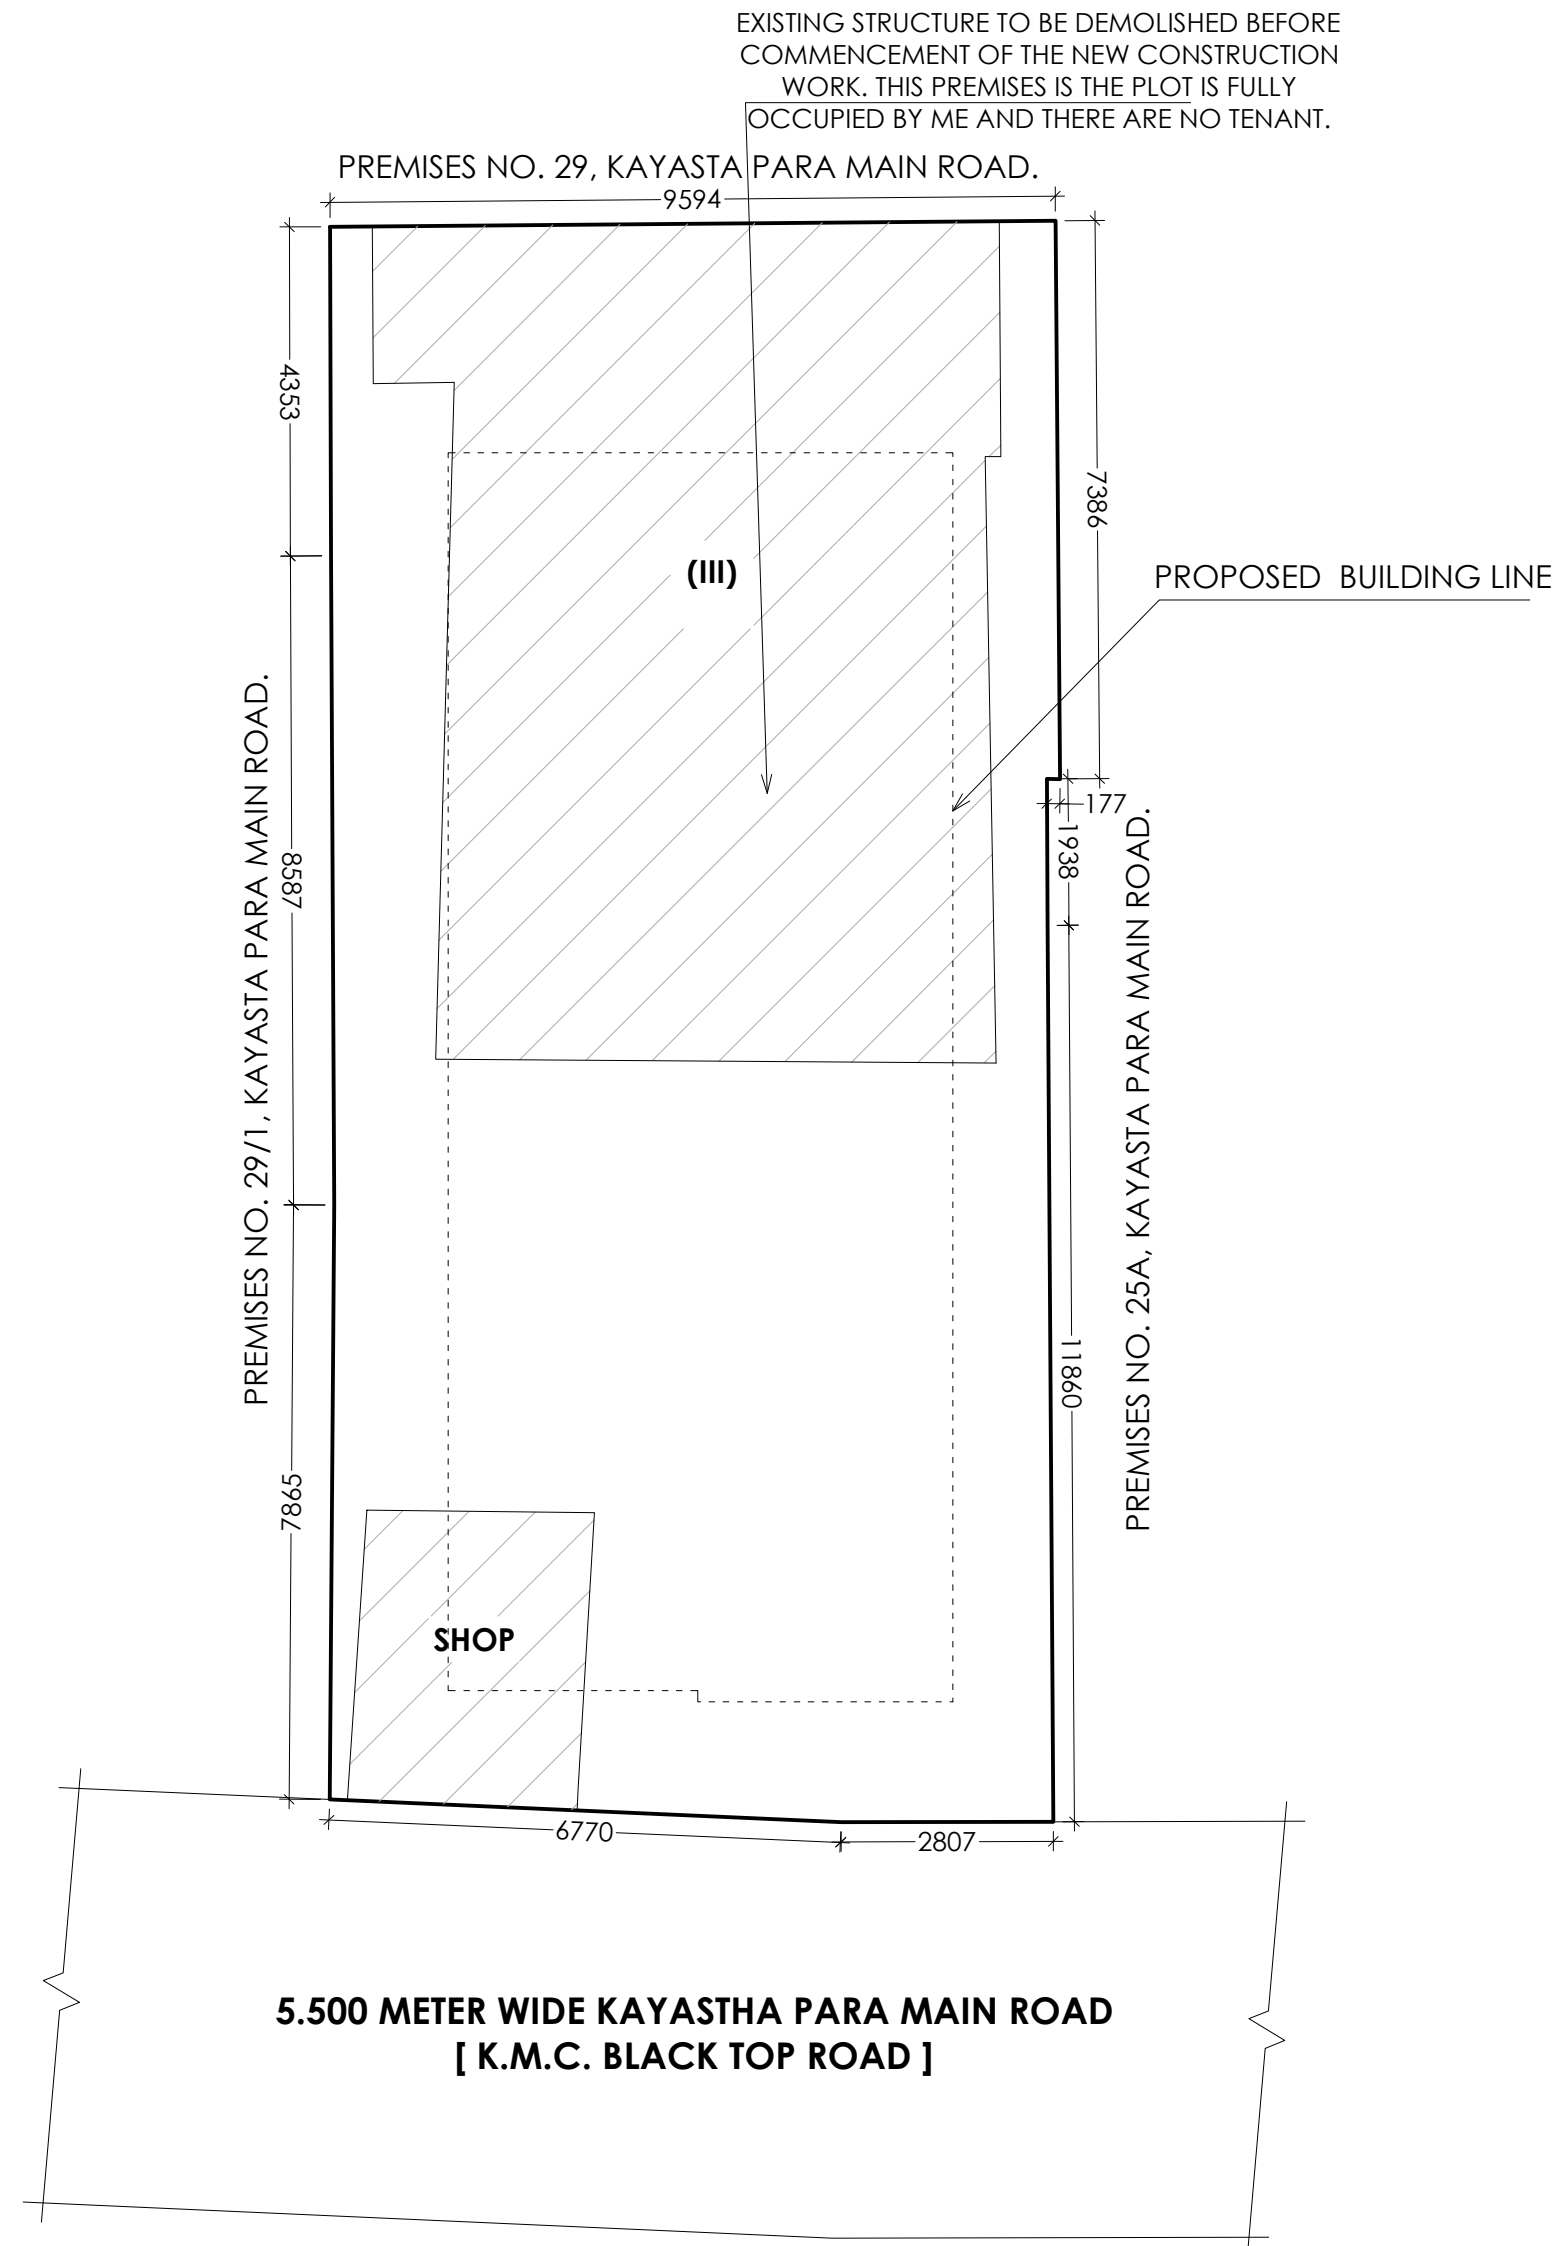 EXISTING STRUCTURE TO BE DEMOLISHED BEFORE
COMMENCEMENT OF THE NEW CONSTRUCTION
WORK. THIS PREMISES IS THE PLOT IS FULLY
OCCUPIED BY ME AND THERE ARE NO TENANT.
PREMISES NO. 29, KAYASTA PARA MAIN ROAD.
9594
4353
7386
(III)
PROPOSED BUILDING LINE
177
1938
8587
PREMISES NO. 29/1, KAYASTA PARA MAIN ROAD.
PREMISES NO. 25A, KAYASTA PARA MAIN ROAD.
11860
7865
SHOP
6770
2807
5.500 METER WIDE KAYASTHA PARA MAIN ROAD
[ K.M.C. BLACK TOP ROAD ]